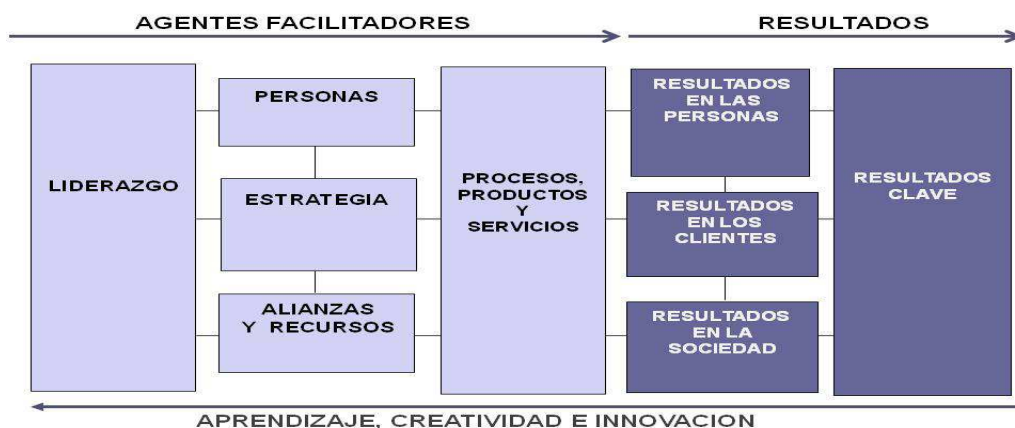 AGENTES FACILITADORES
RESULTADOS
LIDERAZGO
PERSONAS
ESTRATEGIA
ALIANZAS
Y RECURSOS
PROCESOS,
PRODUCTOS
Y
SERVICIOS
RESULTADOS
EN LAS
PERSONAS
RESULTADOS
EN LOS
CLIENTES
RESULTADOS
EN LA
SOCIEDAD
RESULTADOS
CLAVE
APRENDIZAJE, CREATIVIDAD E INNOVACION